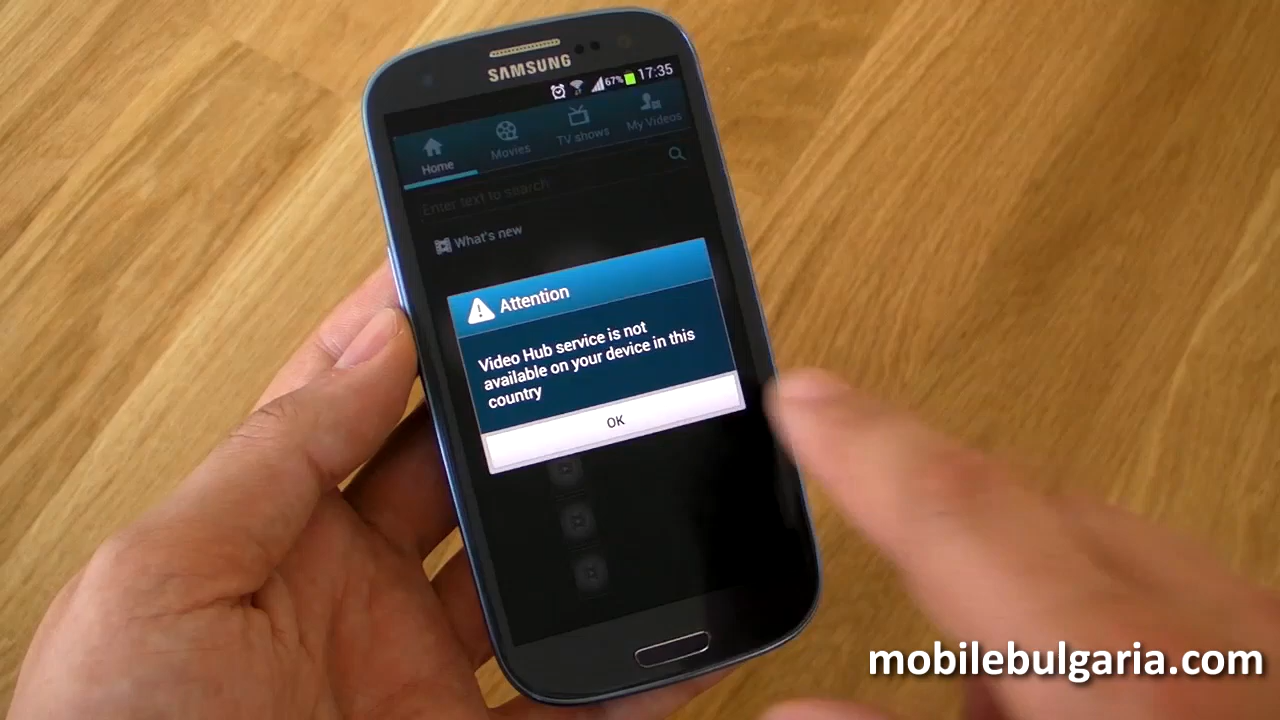 SAMSUNG
67% 17:35
Home Movies TV shows My Videos
Enter text to search
What's new
Attention
Video Hub service is not
available on your device in this
country
OK
mobilebulgaria.com